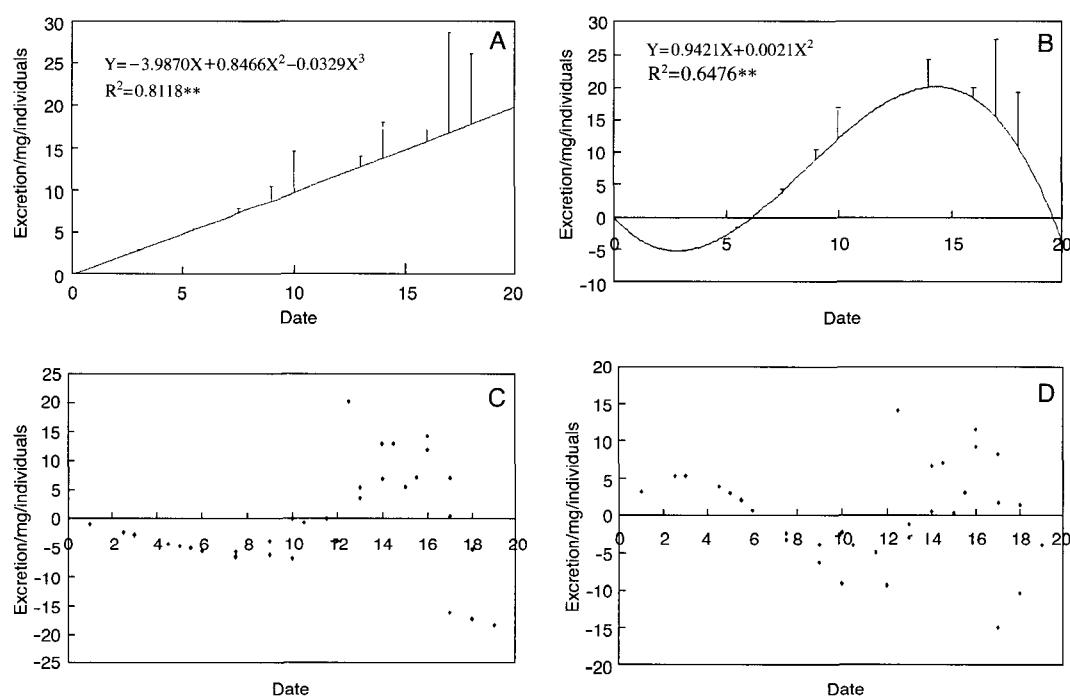 A
Y=−3.9870X+0.8466X²−0.0329X³
R²=0.8118**
Excretion/mg/individuals
30
25
20
15
10
5
0
0 5 10 15 20
Date
B
Y=0.9421X+0.0021X²
R²=0.6476**
Excretion/mg/individuals
30
25
20
15
10
5
0
−5
−10
0 5 10 15 20
Date
C
Excretion/mg/individuals
25
20
15
10
5
0
−5
−10
−15
−20
−25
0 2 4 6 8 10 12 14 16 18 20
Date
D
Excretion/mg/individuals
20
15
10
5
0
−5
−10
−15
−20
0 2 4 6 8 10 12 14 16 18 20
Date